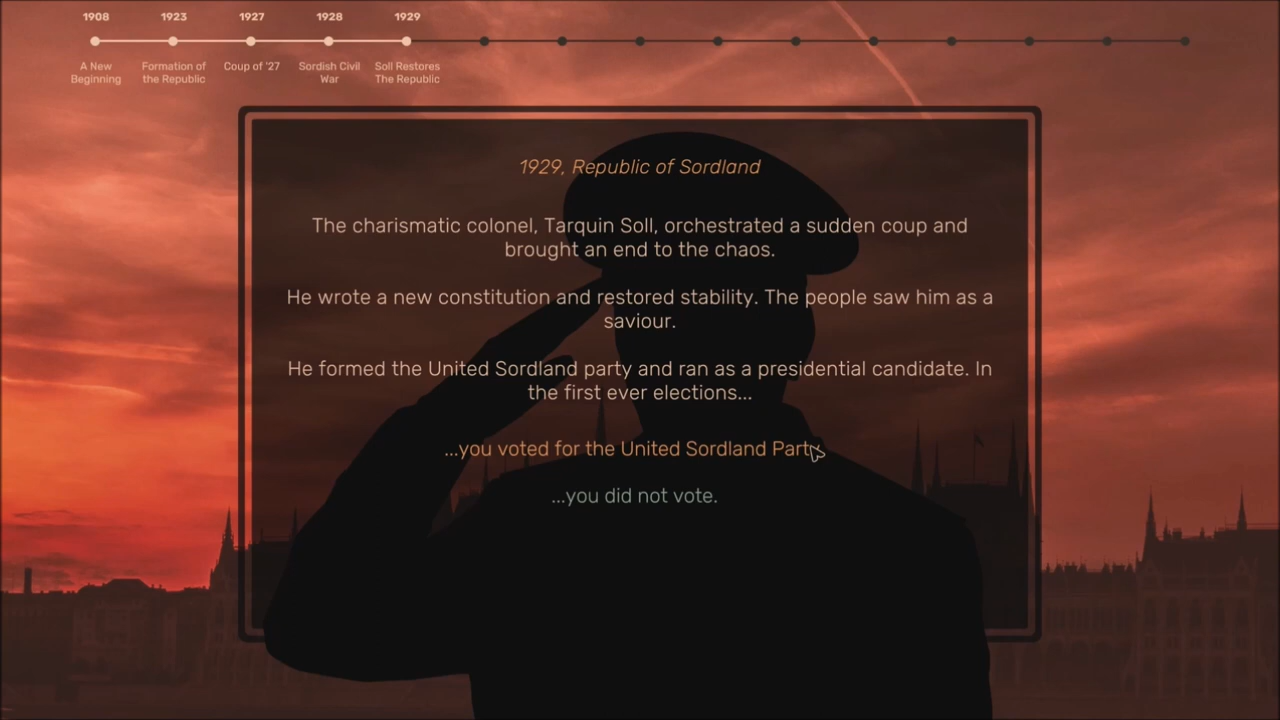 1908 1923 1927 1928 1929
A New Beginning
Formation of the Republic
Coup of '27
Sordish Civil War
Soll Restores The Republic
1929, Republic of Sordland
The charismatic colonel, Tarquin Soll, orchestrated a sudden coup and
brought an end to the chaos.
He wrote a new constitution and restored stability. The people saw him as a
saviour.
He formed the United Sordland party and ran as a presidential candidate. In
the first ever elections...
...you voted for the United Sordland Party.
...you did not vote.